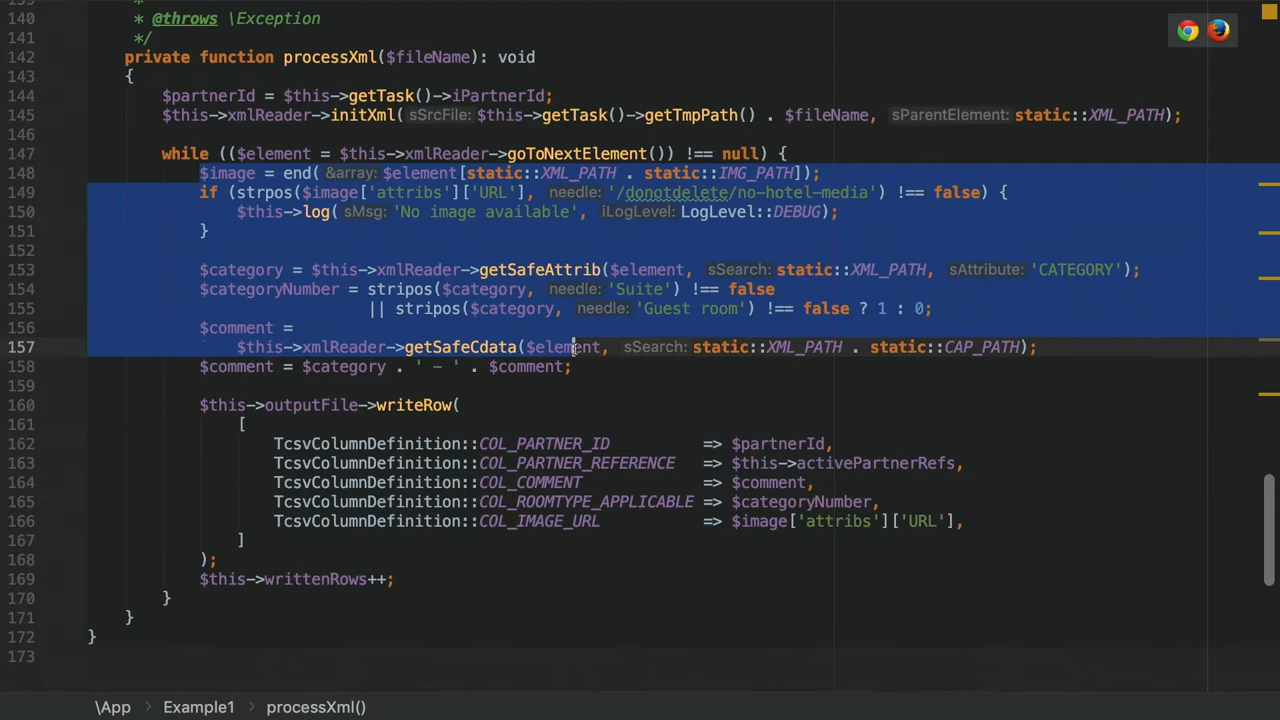 139
140 * @throws \Exception
141 */
142 private function processXml($fileName): void
143 {
144 $partnerId = $this->getTask()->iPartnerId;
145 $this->xmlReader->initXml( sSrcFile: $this->getTask()->getTmpPath() . $fileName, sParentElement: static::XML_PATH);
146
147 while (($element = $this->xmlReader->goToNextElement()) !== null) {
148 $image = end( &array: $element[static::XML_PATH . static::IMG_PATH]);
149 if (strpos($image['attribs']['URL'], needle: '/donotdelete/no-hotel-media') !== false) {
150 $this->log( sMsg: 'No image available', iLogLevel: LogLevel::DEBUG);
151 }
152
153 $category = $this->xmlReader->getSafeAttrib($element, sSearch: static::XML_PATH, sAttribute: 'CATEGORY');
154 $categoryNumber = stripos($category, needle: 'Suite') !== false
155 || stripos($category, needle: 'Guest room') !== false ? 1 : 0;
156 $comment =
157 $this->xmlReader->getSafeCdata($element, sSearch: static::XML_PATH . static::CAP_PATH);
158 $comment = $category . ' - ' . $comment;
159
160 $this->outputFile->writeRow(
161 [
162 TcsvColumnDefinition::COL_PARTNER_ID => $partnerId,
163 TcsvColumnDefinition::COL_PARTNER_REFERENCE => $this->activePartnerRefs,
164 TcsvColumnDefinition::COL_COMMENT => $comment,
165 TcsvColumnDefinition::COL_ROOMTYPE_APPLICABLE => $categoryNumber,
166 TcsvColumnDefinition::COL_IMAGE_URL => $image['attribs']['URL'],
167 ]
168 );
169 $this->writtenRows++;
170 }
171 }
172 }
173
\App > Example1 > processXml()